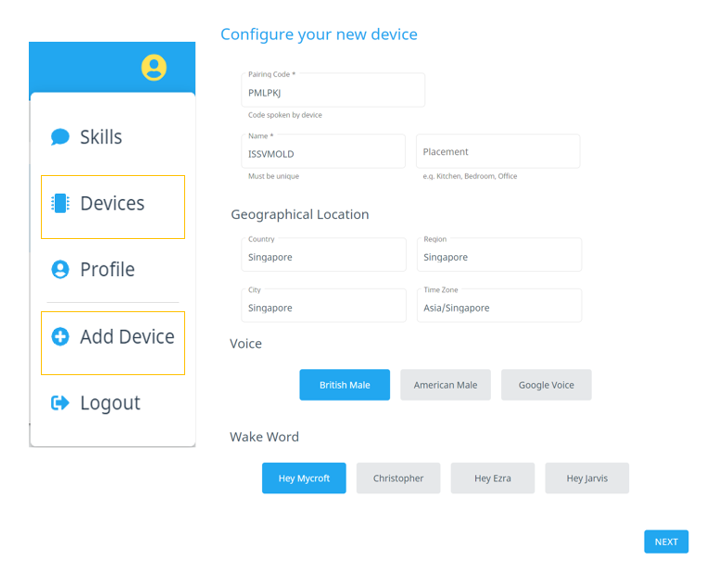 Configure your new device
Skills
Devices
Profile
Add Device
Logout
Pairing Code *
PMLPKJ
Code spoken by device
Name *
ISSVMOLD
Placement
Must be unique
e.g. Kitchen, Bedroom, Office
Geographical Location
Country
Region
Singapore
Singapore
City
Time Zone
Singapore
Asia/Singapore
Voice
British Male
American Male
Google Voice
Wake Word
Hey Mycroft
Christopher
Hey Ezra
Hey Jarvis
NEXT